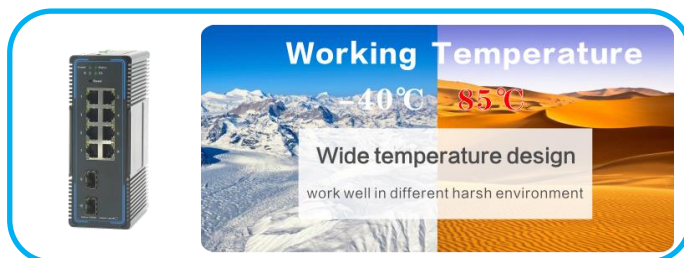 Working Temperature
-40℃ 85℃
Wide temperature design
work well in different harsh environment